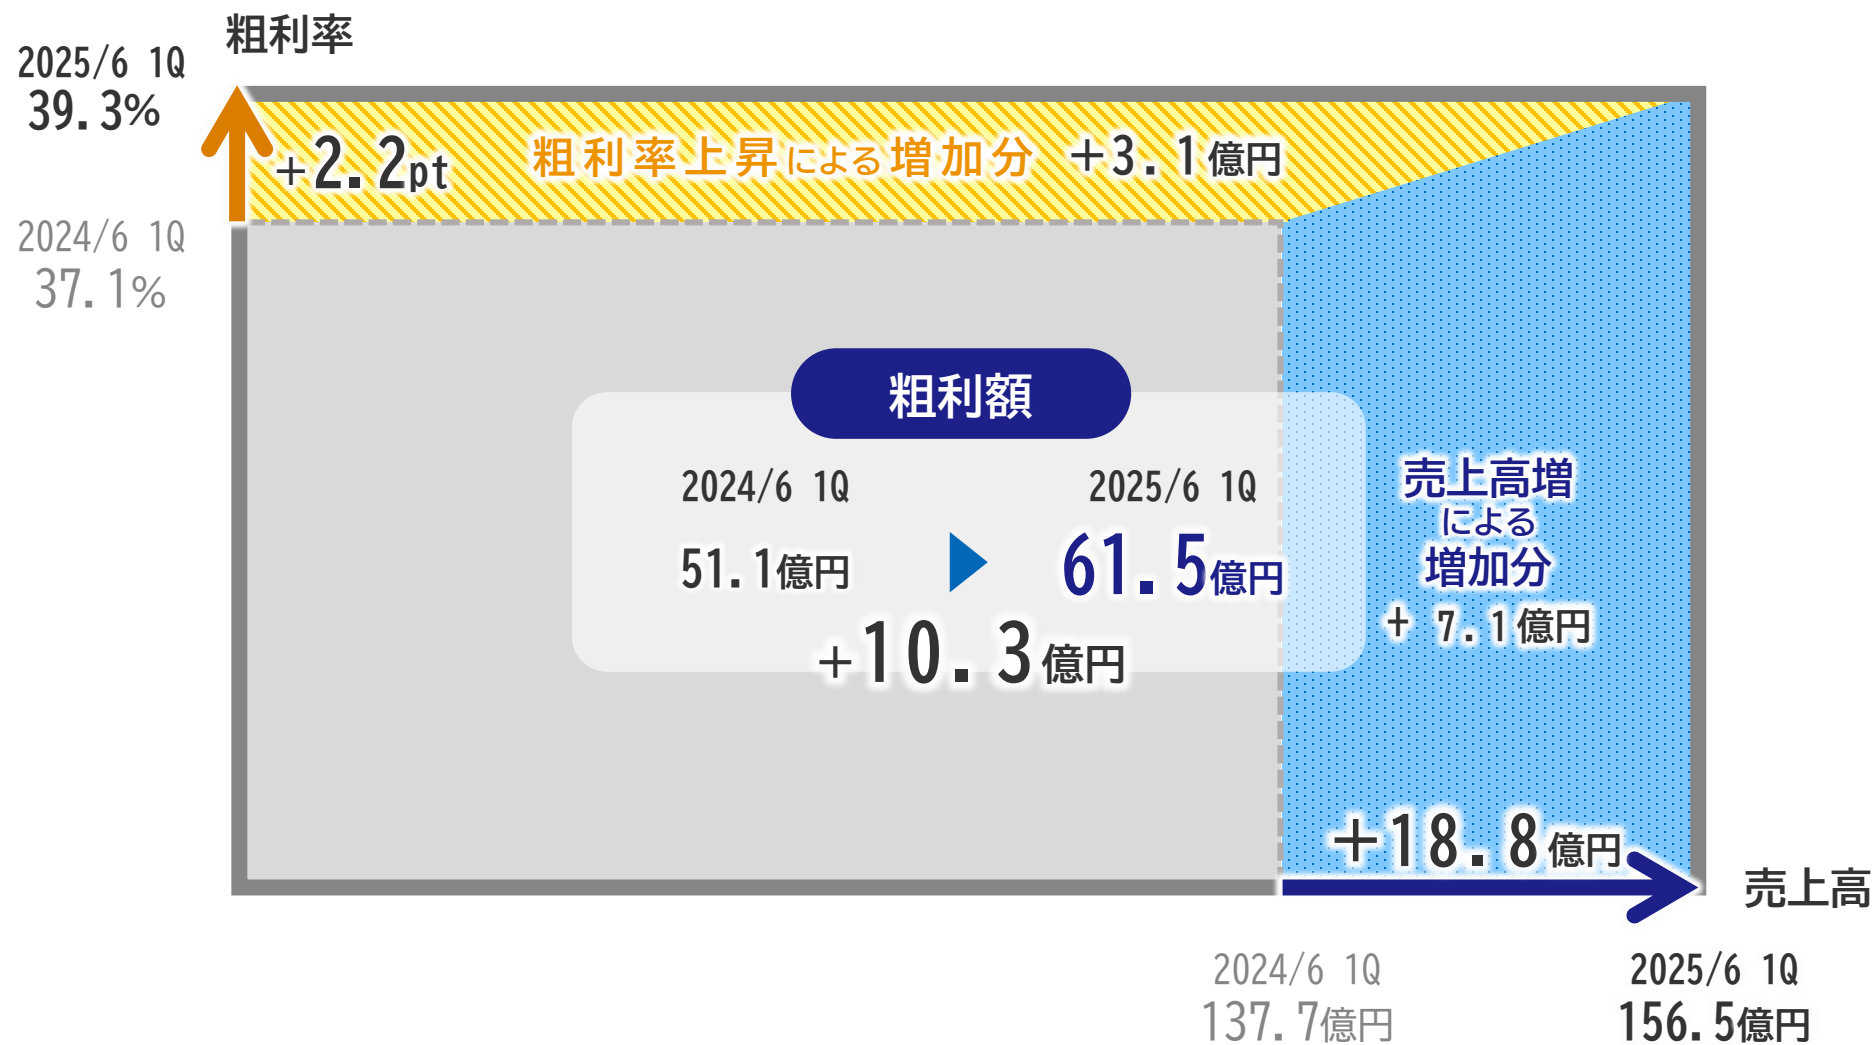 粗利率
2025/6 1Q
39.3%
+2.2pt
粗利率上昇による増加分 +3.1億円
2024/6 1Q
37.1%
粗利額
2024/6 1Q
2025/6 1Q
51.1億円
61.5億円
+10.3億円
売上高増
による
増加分
+ 7.1億円
+18.8億円
売上高
2024/6 1Q
137.7億円
2025/6 1Q
156.5億円